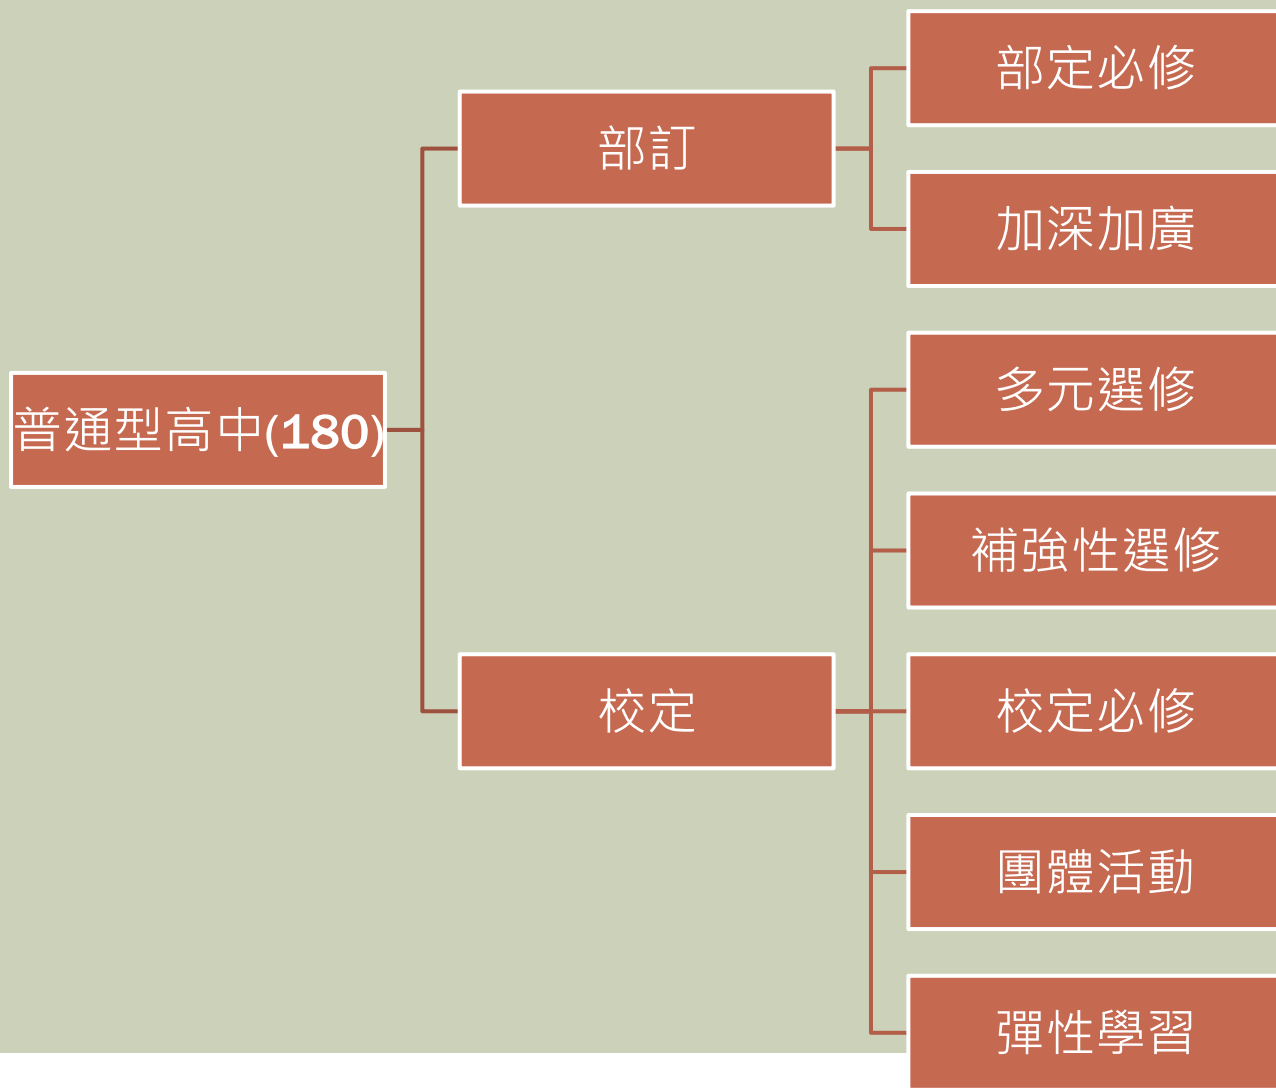 普通型高中(180)
部訂
部定必修
加深加廣
校定
多元選修
補強性選修
校定必修
團體活動
彈性學習